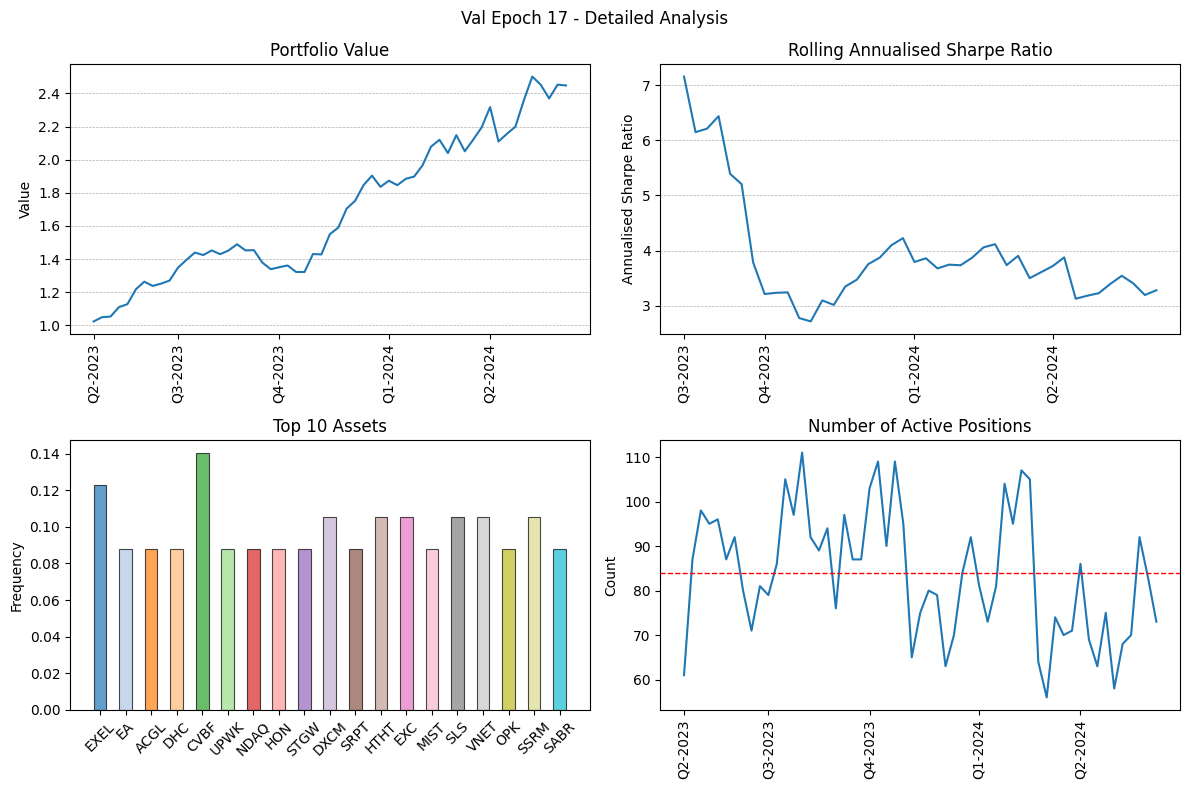 Val Epoch 17 - Detailed Analysis
Portfolio Value
Value
2.4
2.2
2.0
1.8
1.6
1.4
1.2
1.0
Q2-2023
Q3-2023
Q4-2023
Q1-2024
Q2-2024
Rolling Annualised Sharpe Ratio
Annualised Sharpe Ratio
7
6
5
4
3
Q3-2023
Q4-2023
Q1-2024
Q2-2024
Top 10 Assets
Frequency
0.14
0.12
0.10
0.08
0.06
0.04
0.02
0.00
EXEL
EA
ACGL
DHC
CVBF
UPWK
NDAQ
HON
STGW
DXCM
SRPT
HTHT
EXC
MIST
SLS
VNET
OPK
SSRM
SABR
Number of Active Positions
Count
110
100
90
80
70
60
Q2-2023
Q3-2023
Q4-2023
Q1-2024
Q2-2024